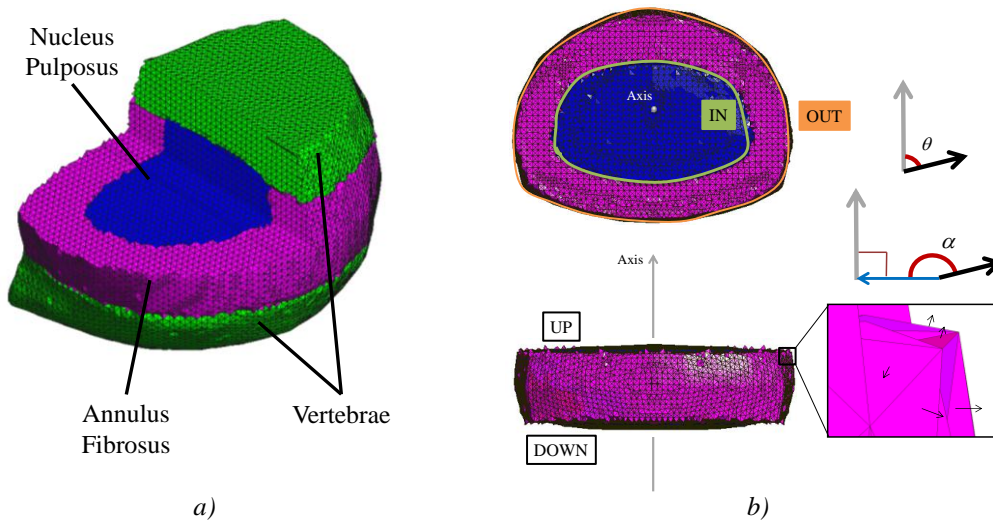 Nucleus
Pulposus
Annulus
Fibrosus
Vertebrae
a)
Axis
IN
OUT
θ
α
Axis
UP
DOWN
b)